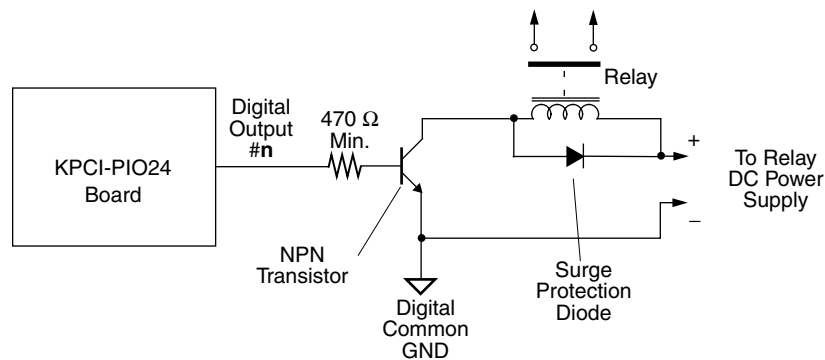 Relay
Digital
Output
#n
470 Ω
Min.
KPCI-PIO24
Board
+
To Relay
DC Power
Supply
–
NPN
Transistor
Surge
Protection
Diode
Digital
Common
GND